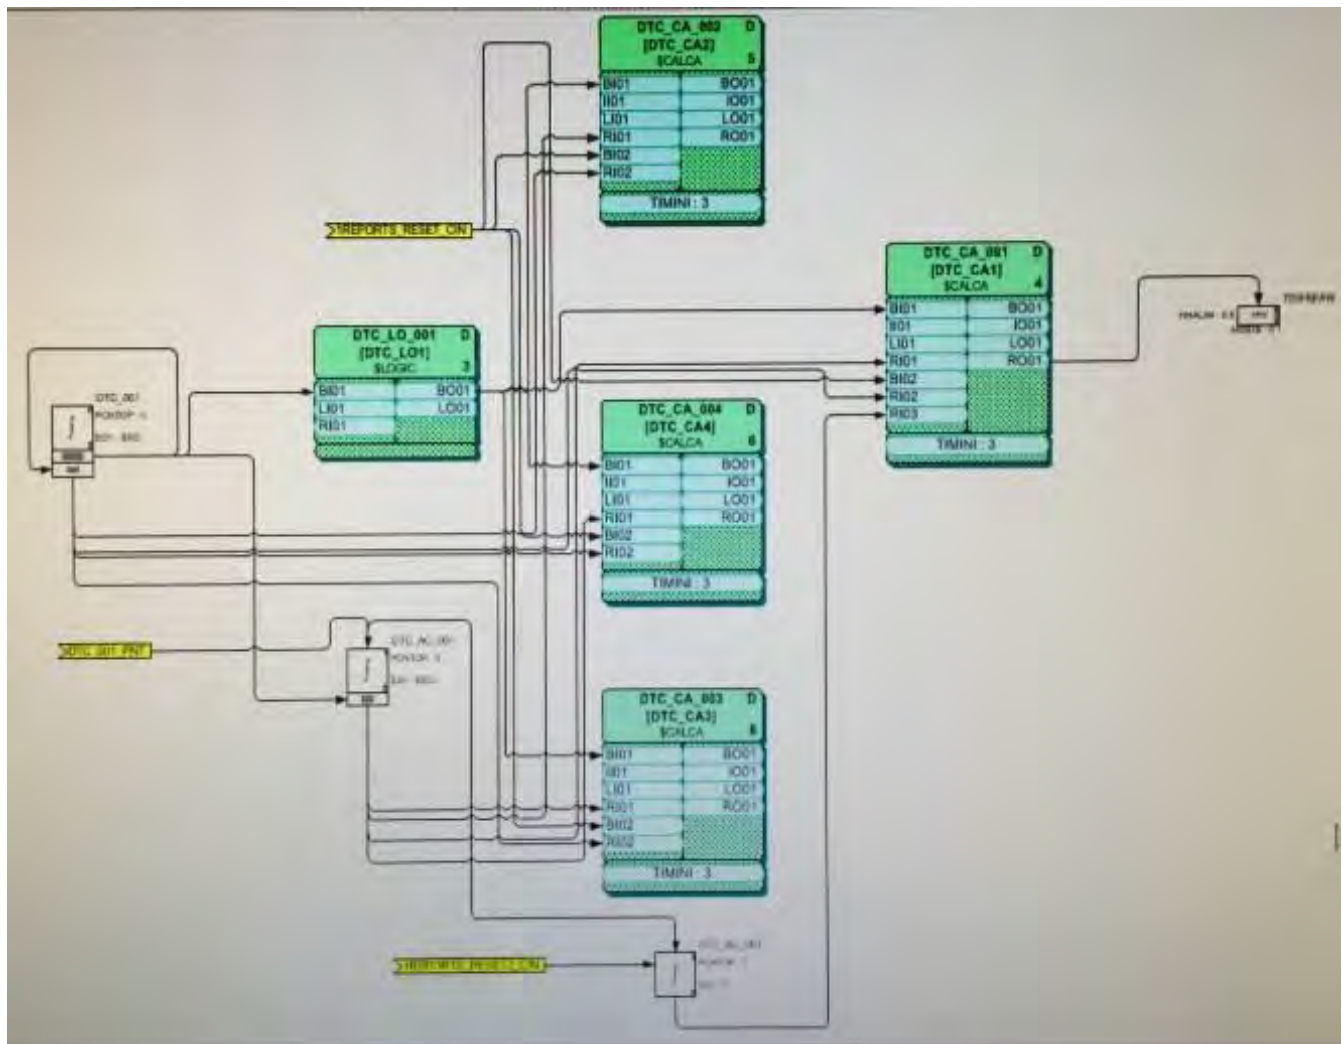 DTC_CA_002 D
[DTC_CA2]
$CALCA 5
BI01 BO01
II01 IO01
LI01 LO01
RI01 RO01
BI02
RI02
TIMINI : 3
DTC_CA_001 D
[DTC_CA1]
$CALCA 4
BI01 BO01
II01 IO01
LI01 LO01
RI01 RO01
BI02
RI02
RI03
TIMINI : 3
DTC_LO_001 D
[DTC_LO1]
$LOGIC 3
BI01 BO01
LI01 LO01
RI01
DTC_001
DTC_CA_004 D
[DTC_CA4]
$CALCA 6
BI01 BO01
II01 IO01
LI01 LO01
RI01 RO01
BI02
RI02
TIMINI : 3
DTC_CA_003 D
[DTC_CA3]
$CALCA 8
BI01 BO01
II01 IO01
LI01 LO01
RI01 RO01
BI02
RI02
TIMINI : 3